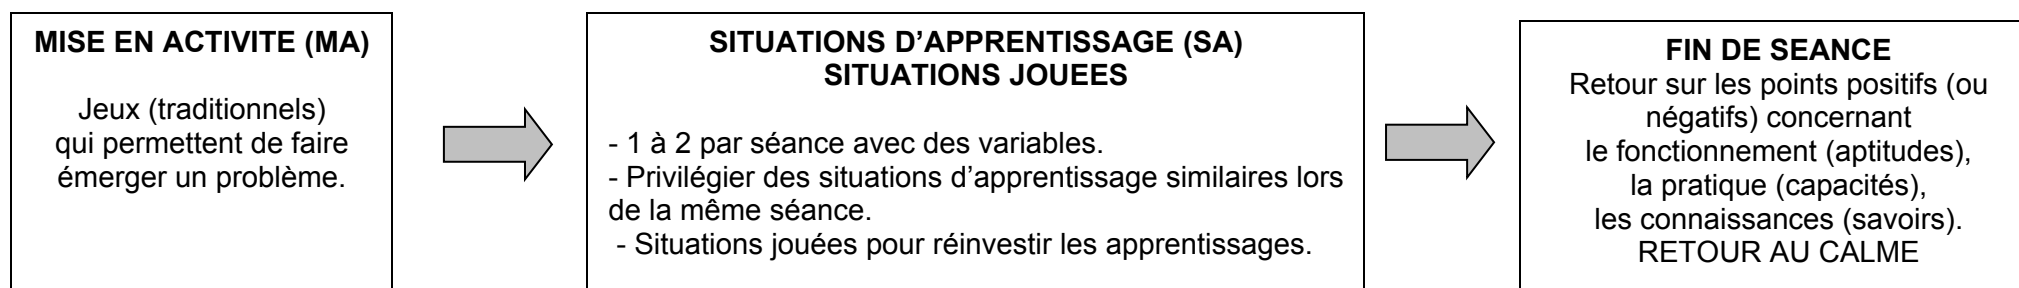 MISE EN ACTIVITE (MA)
Jeux (traditionnels)
qui permettent de faire
émerger un problème.
SITUATIONS D’APPRENTISSAGE (SA)
SITUATIONS JOUEES
- 1 à 2 par séance avec des variables.
- Privilégier des situations d’apprentissage similaires lors
de la même séance.
- Situations jouées pour réinvestir les apprentissages.
FIN DE SEANCE
Retour sur les points positifs (ou
négatifs) concernant
le fonctionnement (aptitudes),
la pratique (capacités),
les connaissances (savoirs).
RETOUR AU CALME